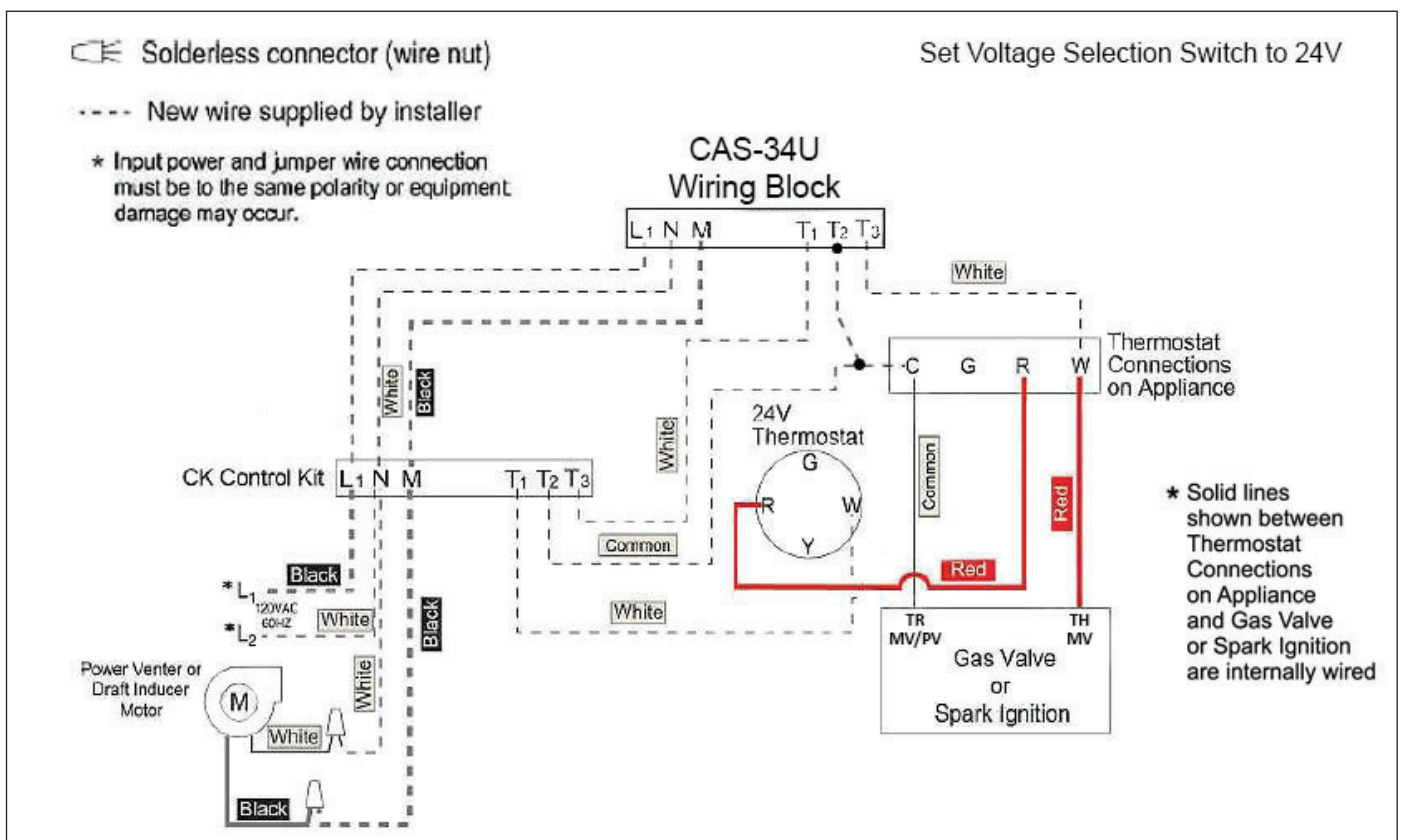 Solderless connector (wire nut)
Set Voltage Selection Switch to 24V
---- New wire supplied by installer
* Input power and jumper wire connection
must be to the same polarity or equipment
damage may occur.
CAS-34U
Wiring Block
L1 N M T1 T2 T3
White
Thermostat
Connections
on Appliance
C G R W
White
Black
White
24V
Thermostat
G
R W
Y
Common
Red
CK Control Kit
L1 N M T1 T2 T3
* Solid lines
shown between
Thermostat
Connections
on Appliance
and Gas Valve
or Spark Ignition
are internally wired
Common
Red
Black
*L1
120VAC
60HZ
*L2
White
White
Black
White
TR
MV/PV
TH
MV
Gas Valve
or
Spark Ignition
Power Venter or
Draft Inducer
Motor
M
White
Black